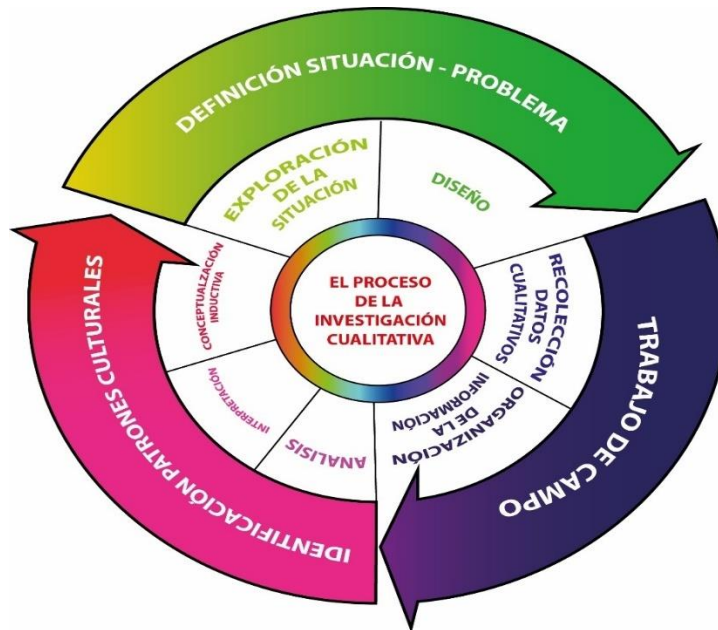 DEFINICIÓN SITUACIÓN - PROBLEMA
EXPLORACIÓN
DE LA
SITUACIÓN
DISEÑO
RECOLECCIÓN
DATOS
CUALITATIVOS
TRABAJO DE CAMPO
ORGANIZACIÓN
DE LA
INFORMACIÓN
ANALISIS
INTERPRETACIÓN
CONCEPTUALZACIÓN
INDUCTIVA
IDENTIFICACIÓN PATRONES CULTURALES
EL PROCESO
DE LA
INVESTIGACIÓN
CUALITATIVA